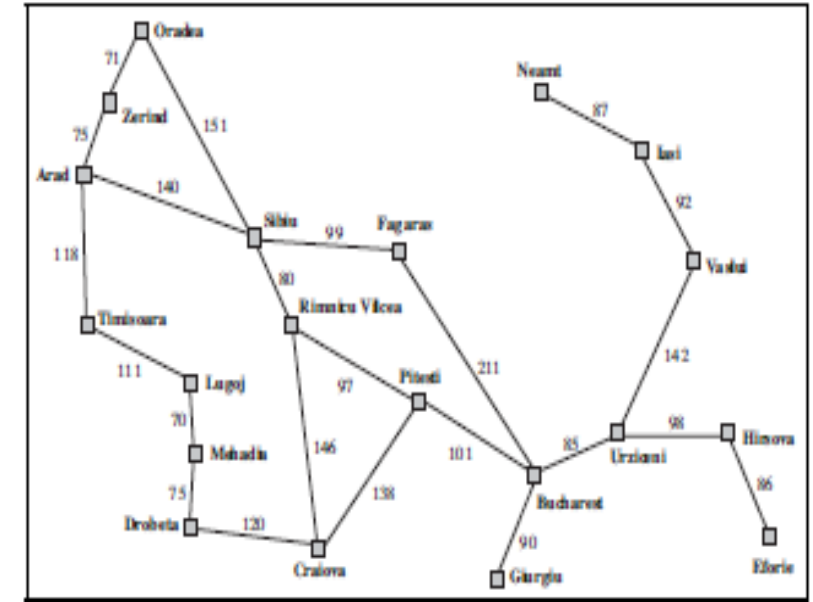 Oradea
Neamt
71
87
Zerind
151
75
Iasi
Arad
140
92
Sibiu
Fagaras
99
118
Vaslui
80
Timisoara
Rimnicu Vilcea
142
111
211
Lugoj
97
Pitesti
70
98
Hirsova
146
101
85
Mehadia
Urziceni
138
86
75
Bucharest
Drobeta
120
90
Craiova
Giurgiu
Eforie